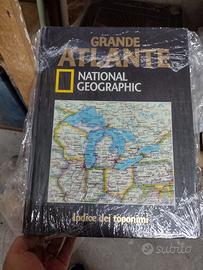 GRANDE
ATLANTE
NATIONAL
GEOGRAPHIC
Indice dei toponimi
Subito